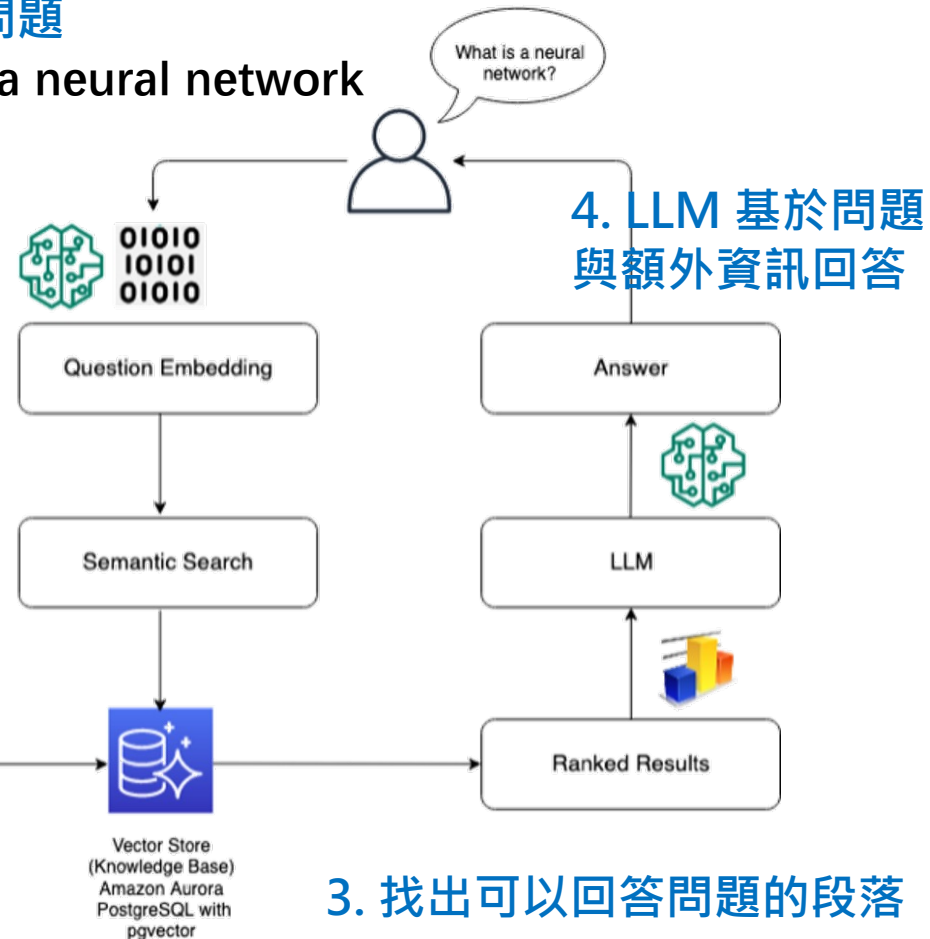 問題
a neural network
What is a neural
network?
4. LLM 基於問題
與額外資訊回答
01010
10101
01010
Question Embedding
Answer
Semantic Search
LLM
Ranked Results
Vector Store
(Knowledge Base)
Amazon Aurora
PostgreSQL with
pgvector
3. 找出可以回答問題的段落